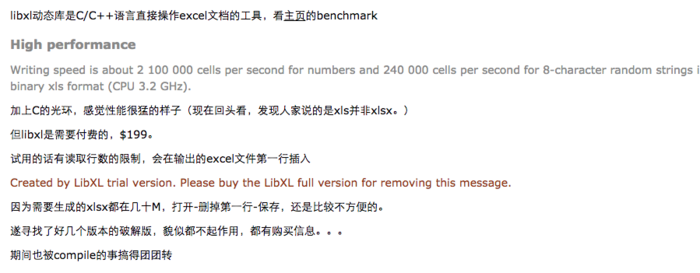 libxl动态库是C/C++语言直接操作excel文档的工具，看主页的benchmark
High performance
Writing speed is about 2 100 000 cells per second for numbers and 240 000 cells per second for 8-character random strings i
binary xls format (CPU 3.2 GHz).
加上C的光环，感觉性能很猛的样子（现在回头看，发现人家说的是xls并非xlsx。）
但libxl是需要付费的，$199。
试用的话有读取行数的限制，会在输出的excel文件第一行插入
Created by LibXL trial version. Please buy the LibXL full version for removing this message.
因为需要生成的xlsx都在几十M，打开-删掉第一行-保存，还是比较不方便的。
遂寻找了好几个版本的破解版，貌似都不起作用，都有购买信息。。。
期间也被compile的事搞得团团转